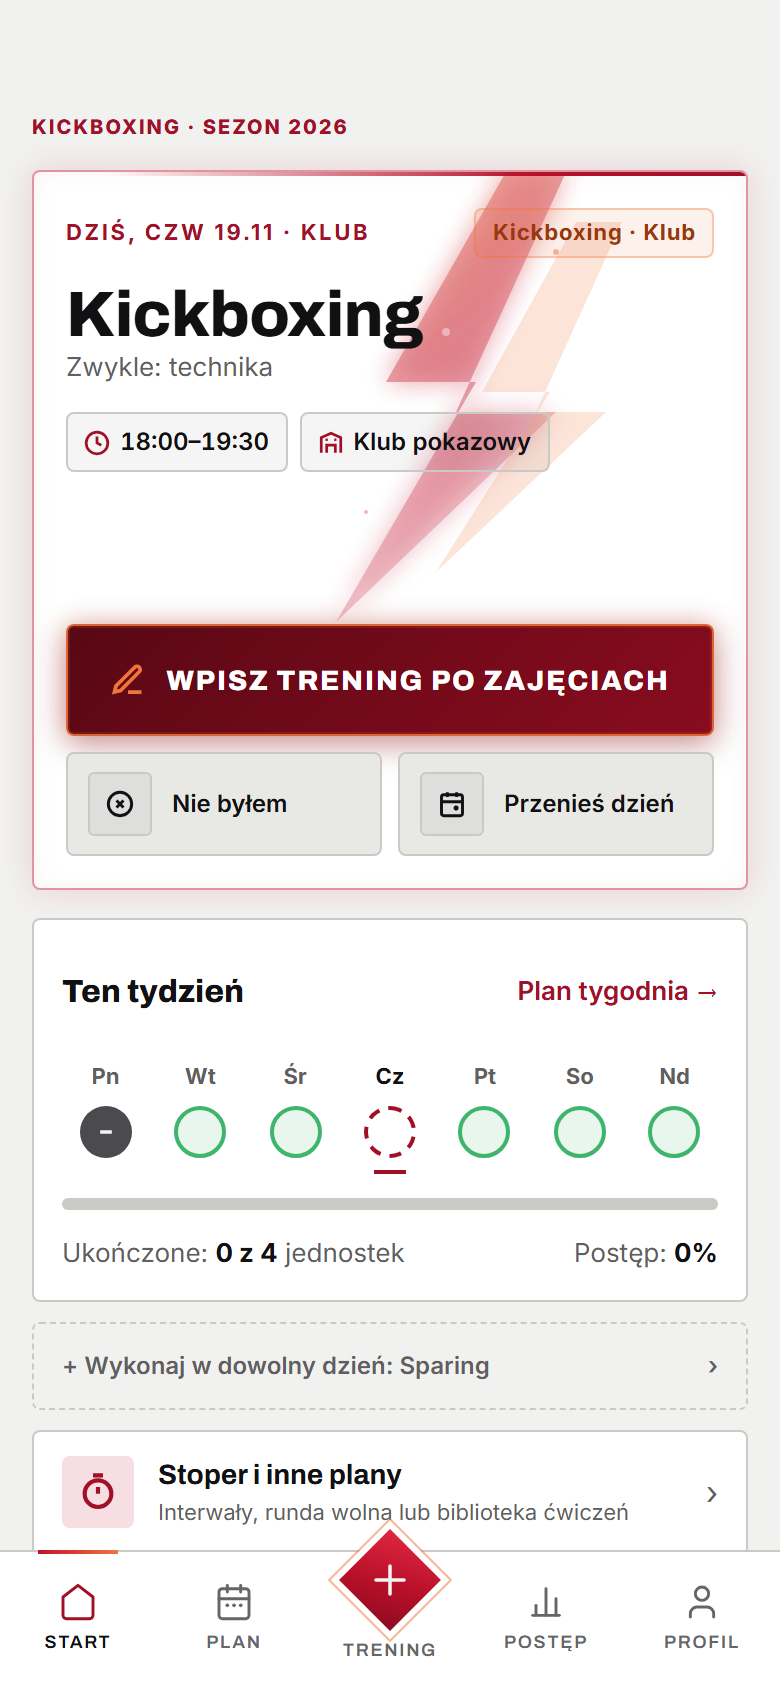 KICKBOXING · SEZON 2026
DZIŚ, CZW 19.11 · KLUB
Kickboxing · Klub
Kickboxing
Zwykle: technika
18:00–19:30
Klub pokazowy
WPISZ TRENING PO ZAJĘCIACH
Nie byłem
Przenieś dzień
Ten tydzień
Plan tygodnia →
Pn Wt Śr Cz Pt So Nd
–
Ukończone: 0 z 4 jednostek
Postęp: 0%
+ Wykonaj w dowolny dzień: Sparing ›
Stoper i inne plany
Interwały, runda wolna lub biblioteka ćwiczeń ›
START
PLAN
TRENING
POSTĘP
PROFIL